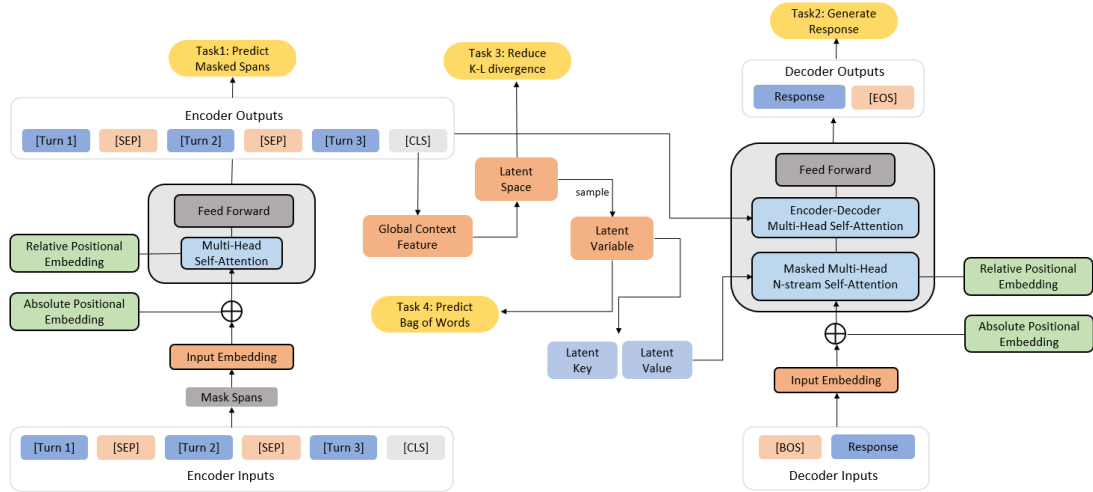 Task1: Predict
Masked Spans
Encoder Outputs
[Turn 1] [SEP] [Turn 2] [SEP] [Turn 3] [CLS]
Feed Forward
Multi-Head
Self-Attention
Relative Positional
Embedding
Absolute Positional
Embedding
Input Embedding
Mask Spans
[Turn 1] [SEP] [Turn 2] [SEP] [Turn 3] [CLS]
Encoder Inputs
Task 3: Reduce
K-L divergence
Latent
Space
sample
Global Context
Feature
Latent
Variable
Task 4: Predict
Bag of Words
Latent
Key
Latent
Value
Task2: Generate
Response
Decoder Outputs
Response [EOS]
Feed Forward
Encoder-Decoder
Multi-Head Self-Attention
Masked Multi-Head
N-stream Self-Attention
Relative Positional
Embedding
Absolute Positional
Embedding
Input Embedding
[BOS] Response
Decoder Inputs